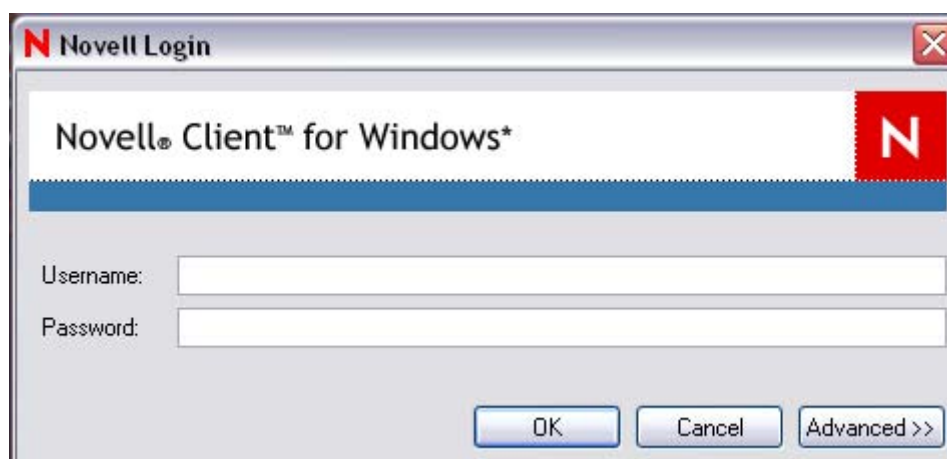 N Novell Login
Novell® Client™ for Windows*
N
Username:
Password:
OK Cancel Advanced >>